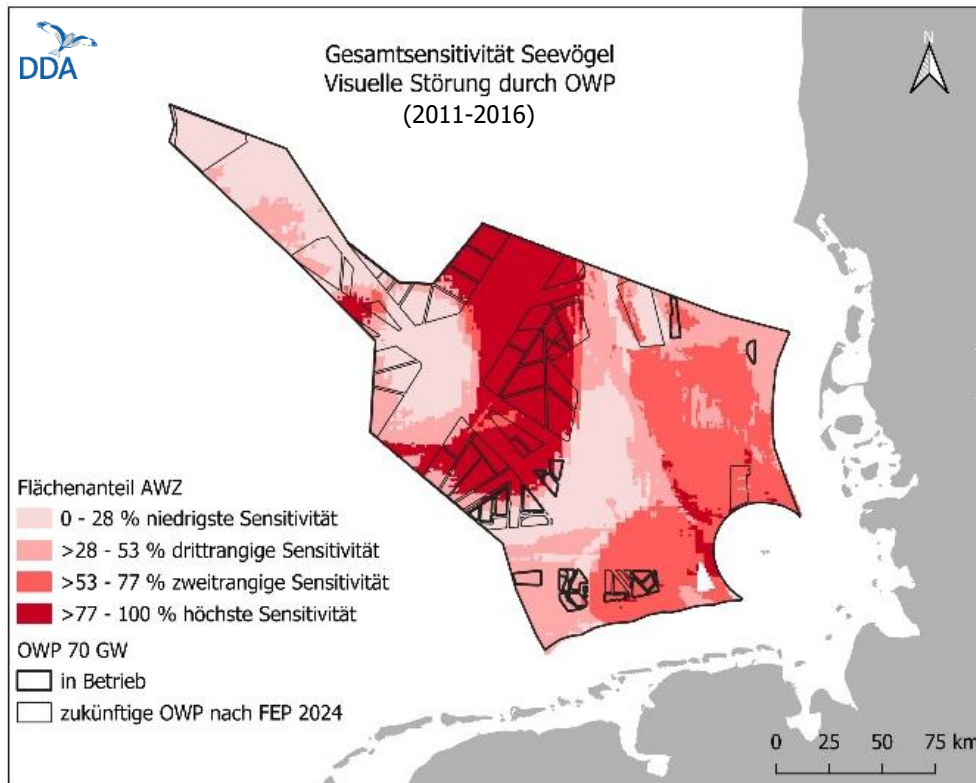 DDA
Gesamtsensitivität Seevögel
Visuelle Störung durch OWP
(2011-2016)
N
Flächenanteil AWZ
0 - 28 % niedrigste Sensitivität
>28 - 53 % drittrangige Sensitivität
>53 - 77 % zweitrangige Sensitivität
>77 - 100 % höchste Sensitivität
OWP 70 GW
in Betrieb
zukünftige OWP nach FEP 2024
0 25 50 75 km